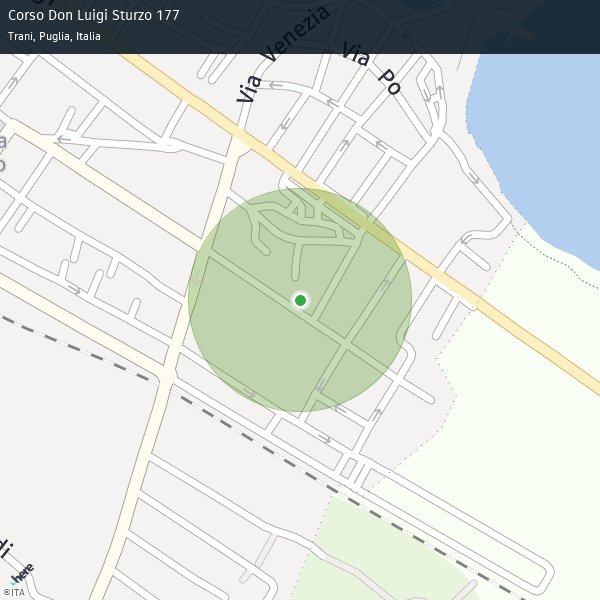 Corso Don Luigi Sturzo 177
Trani, Puglia, Italia
Via Venezia
Via Po
a
o
di
here
©ITA